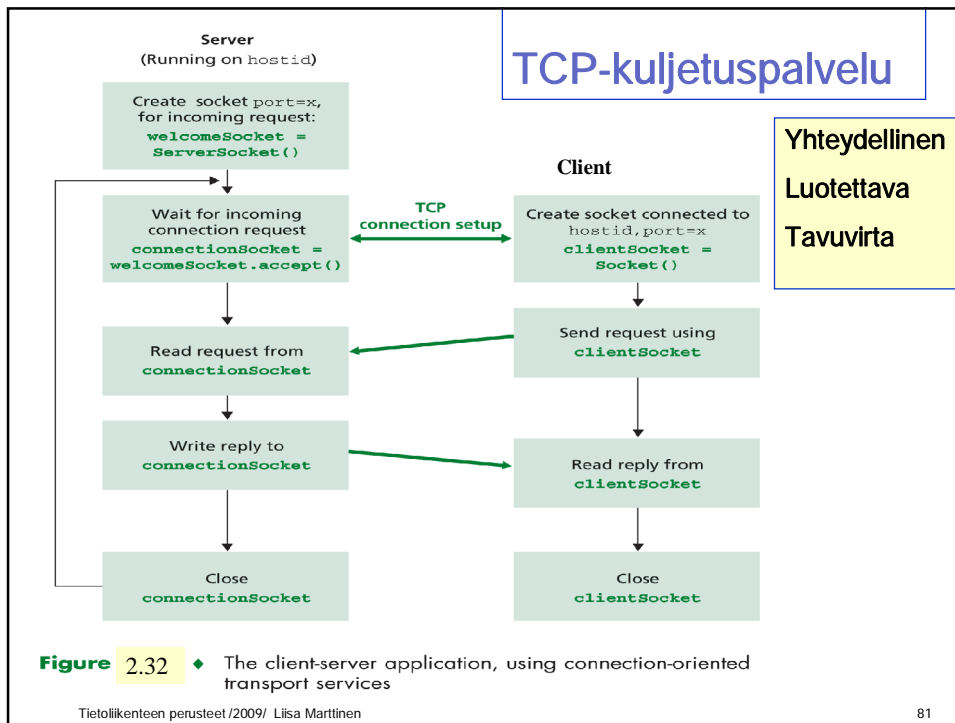 TCP-kuljetuspalvelu
Yhteydellinen
Luotettava
Tavuvirta
Server
(Running on hostid)
Create socket port=x,
for incoming request:
welcomeSocket =
ServerSocket()
Wait for incoming
connection request
connectionSocket =
welcomeSocket.accept()
Read request from
connectionSocket
Write reply to
connectionSocket
Close
connectionSocket
TCP
connection setup
Client
Create socket connected to
hostid,port=x
clientSocket =
Socket()
Send request using
clientSocket
Read reply from
clientSocket
Close
clientSocket
Figure 2.32 ◆ The client-server application, using connection-oriented
transport services
Tietoliikenteen perusteet /2009/ Liisa Marttinen
81